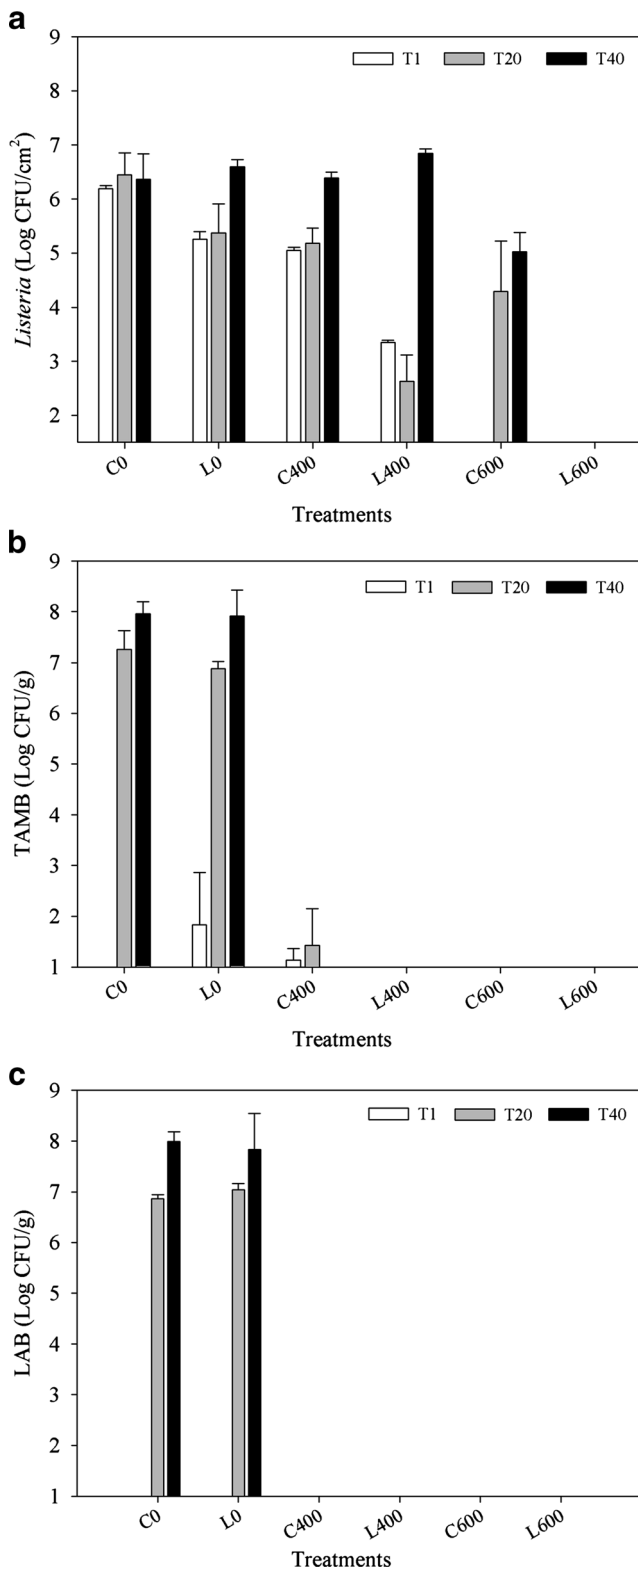 a
9
8
7
6
5
4
3
2
Listeria (Log CFU/cm²)
T1 T20 T40
C0 L0 C400 L400 C600 L600
Treatments
b
9
8
7
6
5
4
3
2
1
TAMB (Log CFU/g)
T1 T20 T40
C0 L0 C400 L400 C600 L600
Treatments
c
9
8
7
6
5
4
3
2
1
LAB (Log CFU/g)
T1 T20 T40
C0 L0 C400 L400 C600 L600
Treatments